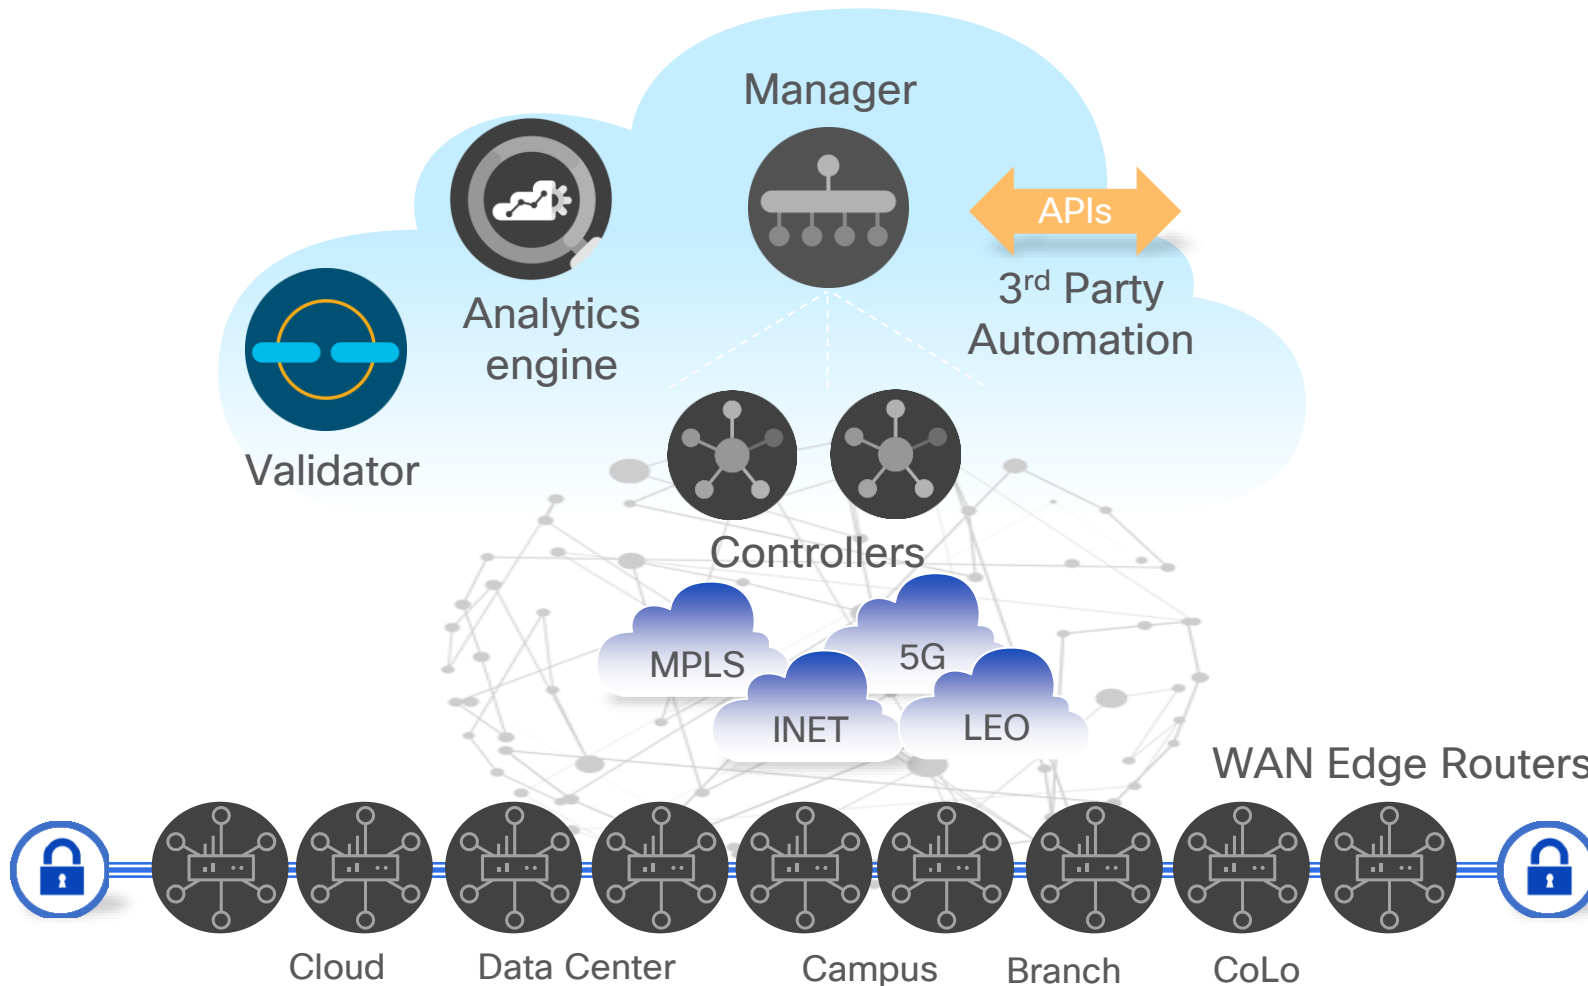 Manager
APIs
3rd Party
Automation
Analytics
engine
Validator
Controllers
MPLS
5G
INET
LEO
WAN Edge Routers
Cloud
Data Center
Campus
Branch
CoLo